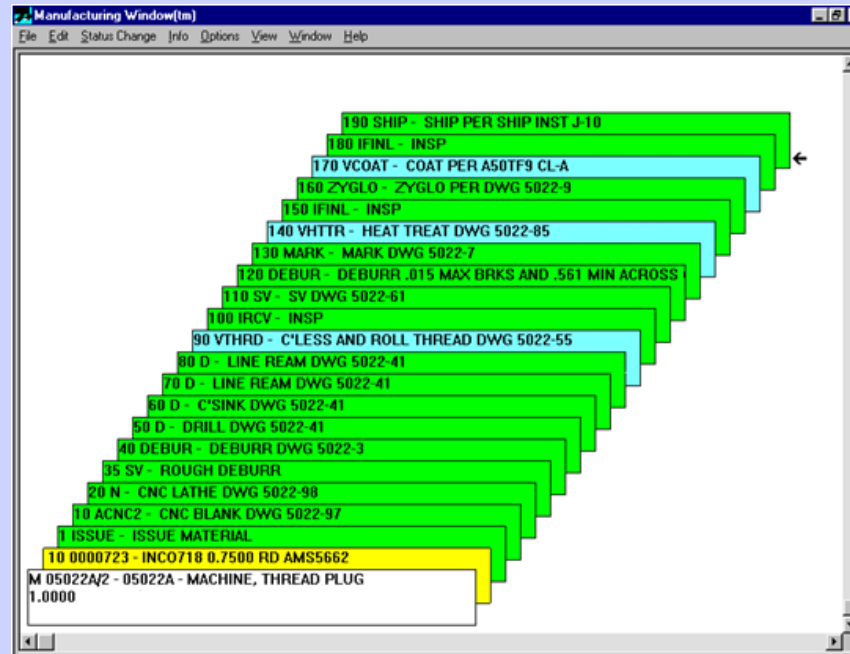 Manufacturing Window(tm)
File Edit Status Change Info Options View Window Help
190 SHIP - SHIP PER SHIP INST J-10
180 IFINL - INSP
170 VCOAT - COAT PER A50TF9 CL-A
160 ZYGLO - ZYGLO PER DWG 5022-9
150 IFINL - INSP
140 VHTTR - HEAT TREAT DWG 5022-85
130 MARK - MARK DWG 5022-7
120 DEBUR - DEBURR .015 MAX BRKS AND .561 MIN ACROSS
110 SV - SV DWG 5022-61
100 IRCV - INSP
90 VTHRD - C'LESS AND ROLL THREAD DWG 5022-55
80 D - LINE REAM DWG 5022-41
70 D - LINE REAM DWG 5022-41
60 D - C'SINK DWG 5022-41
50 D - DRILL DWG 5022-41
40 DEBUR - DEBURR DWG 5022-3
35 SV - ROUGH DEBURR
20 N - CNC LATHE DWG 5022-98
10 ACNC2 - CNC BLANK DWG 5022-97
1 ISSUE - ISSUE MATERIAL
10 0000723 - INCO718 0.7500 RD AMS5662
M 05022A/2 - 05022A - MACHINE, THREAD PLUG
1.0000